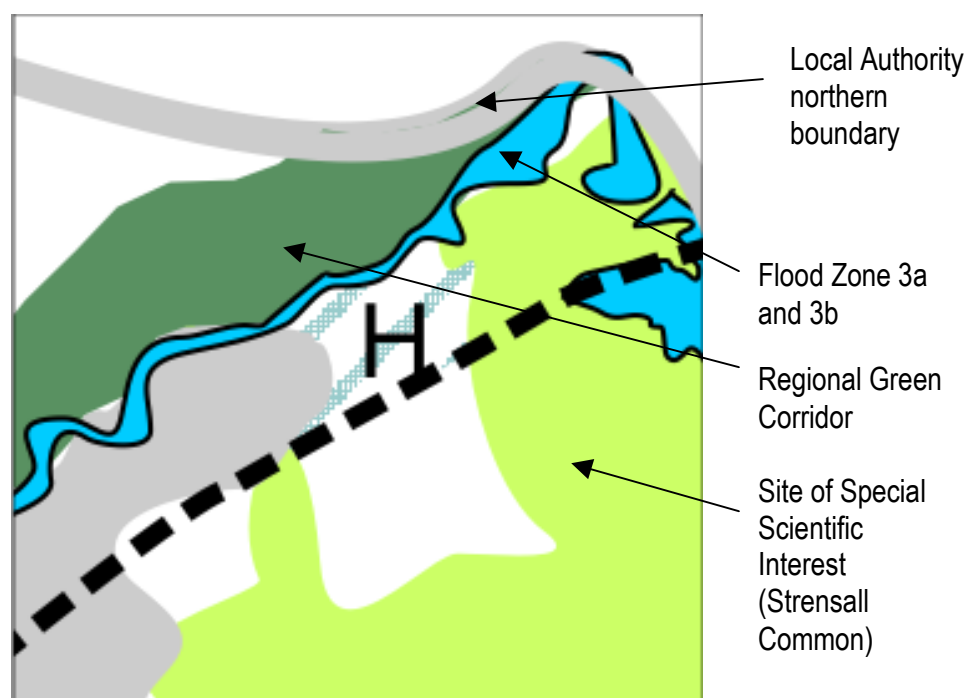 Local Authority
northern
boundary
H
Flood Zone 3a
and 3b
Regional Green
Corridor
Site of Special
Scientific
Interest
(Strensall
Common)